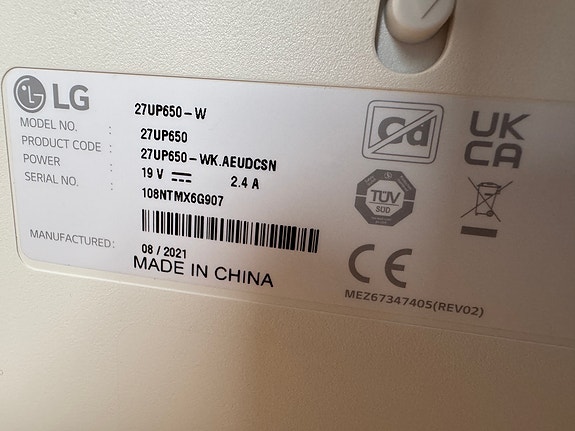 LG
27UP650-W
MODEL NO. : 27UP650
PRODUCT CODE : 27UP650-WK.AEUDCSN
POWER : 19 V ⎓ 2.4 A
SERIAL NO. : 108NTMX6G907
MANUFACTURED: 08 / 2021
MADE IN CHINA
Cd
UK
CA
TÜV
SÜD
CE
MEZ67347405(REV02)